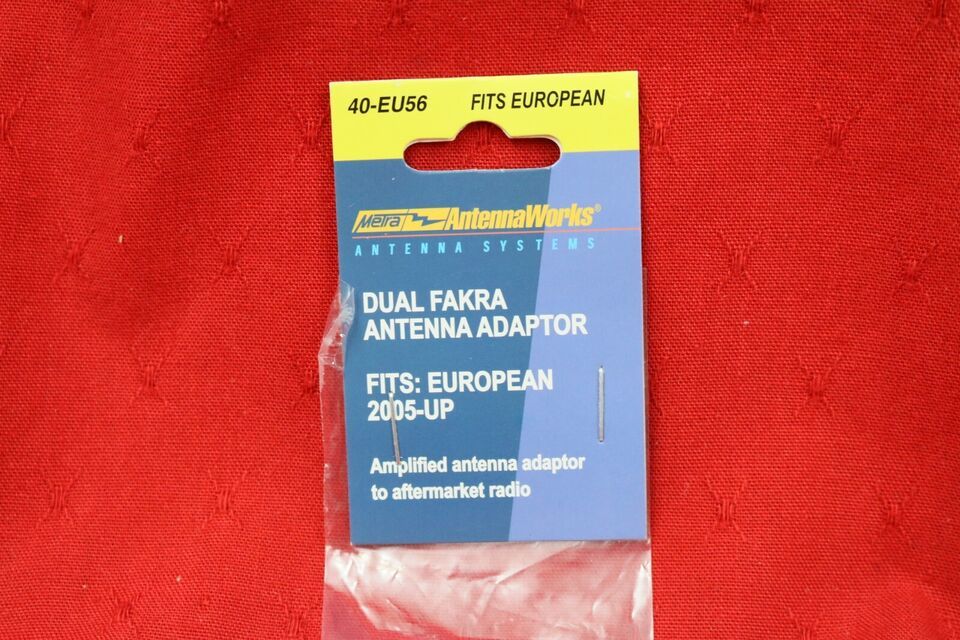 40-EU56 FITS EUROPEAN
Metra AntennaWorks®
ANTENNA SYSTEMS
DUAL FAKRA
ANTENNA ADAPTOR
FITS: EUROPEAN
2005-UP
Amplified antenna adaptor
to aftermarket radio